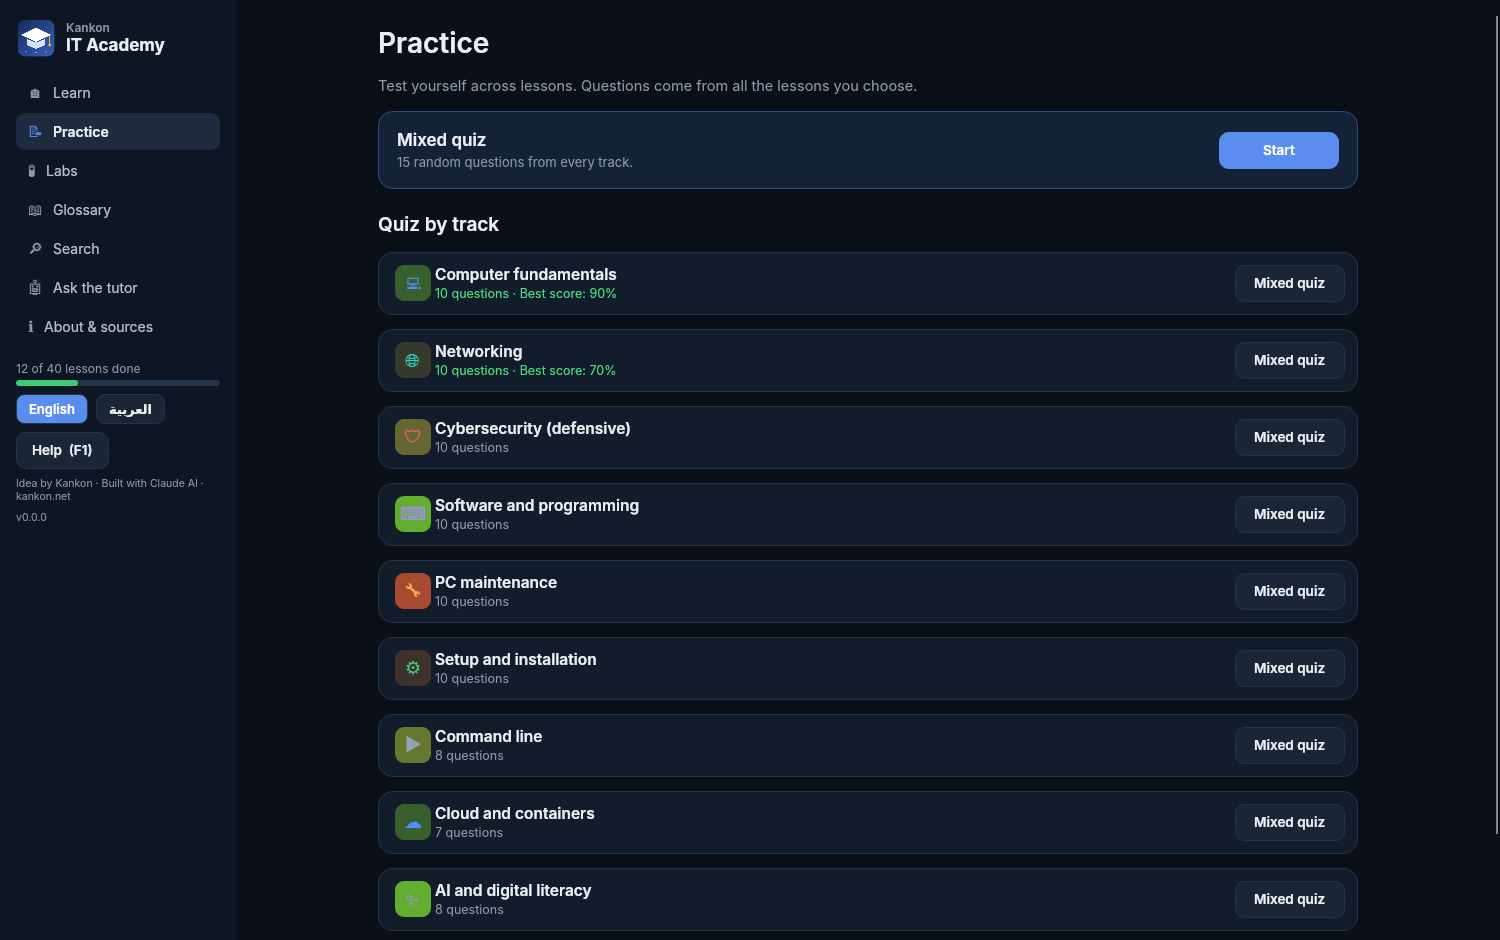 Kankon
IT Academy
Learn
Practice
Labs
Glossary
Search
Ask the tutor
About & sources
12 of 40 lessons done
English
العربية
Help (F1)
Idea by Kankon · Built with Claude AI ·
kankon.net
v0.0.0
Practice
Test yourself across lessons. Questions come from all the lessons you choose.
Mixed quiz
15 random questions from every track.
Start
Quiz by track
Computer fundamentals
10 questions · Best score: 90%
Mixed quiz
Networking
10 questions · Best score: 70%
Mixed quiz
Cybersecurity (defensive)
10 questions
Mixed quiz
Software and programming
10 questions
Mixed quiz
PC maintenance
10 questions
Mixed quiz
Setup and installation
10 questions
Mixed quiz
Command line
8 questions
Mixed quiz
Cloud and containers
7 questions
Mixed quiz
AI and digital literacy
8 questions
Mixed quiz